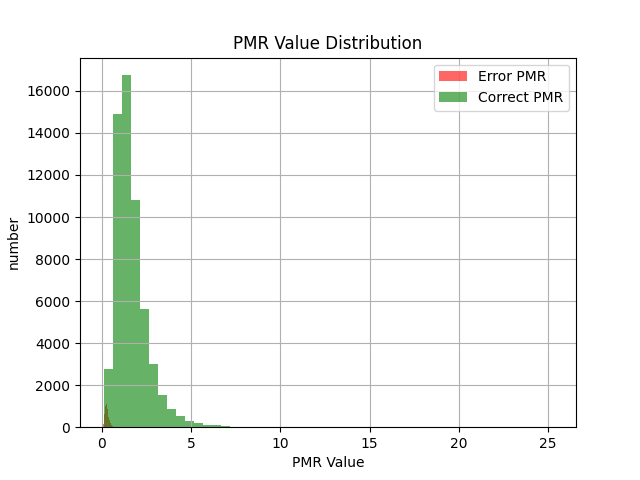 PMR Value Distribution
Error PMR
Correct PMR
16000
14000
12000
10000
8000
6000
4000
2000
0
number
0 5 10 15 20 25
PMR Value